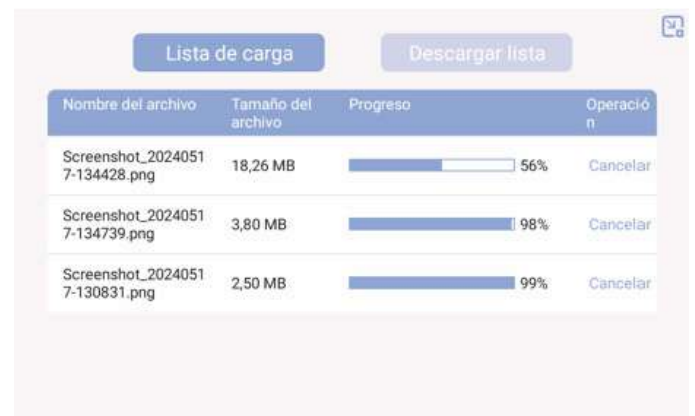 Lista de carga
Descargar lista
Nombre del archivo
Tamaño del
archivo
Progreso
Operació
n
Screenshot_2024051
7-134428.png
18,26 MB
56%
Cancelar
Screenshot_2024051
7-134739.png
3,80 MB
98%
Cancelar
Screenshot_2024051
7-130831.png
2,50 MB
99%
Cancelar